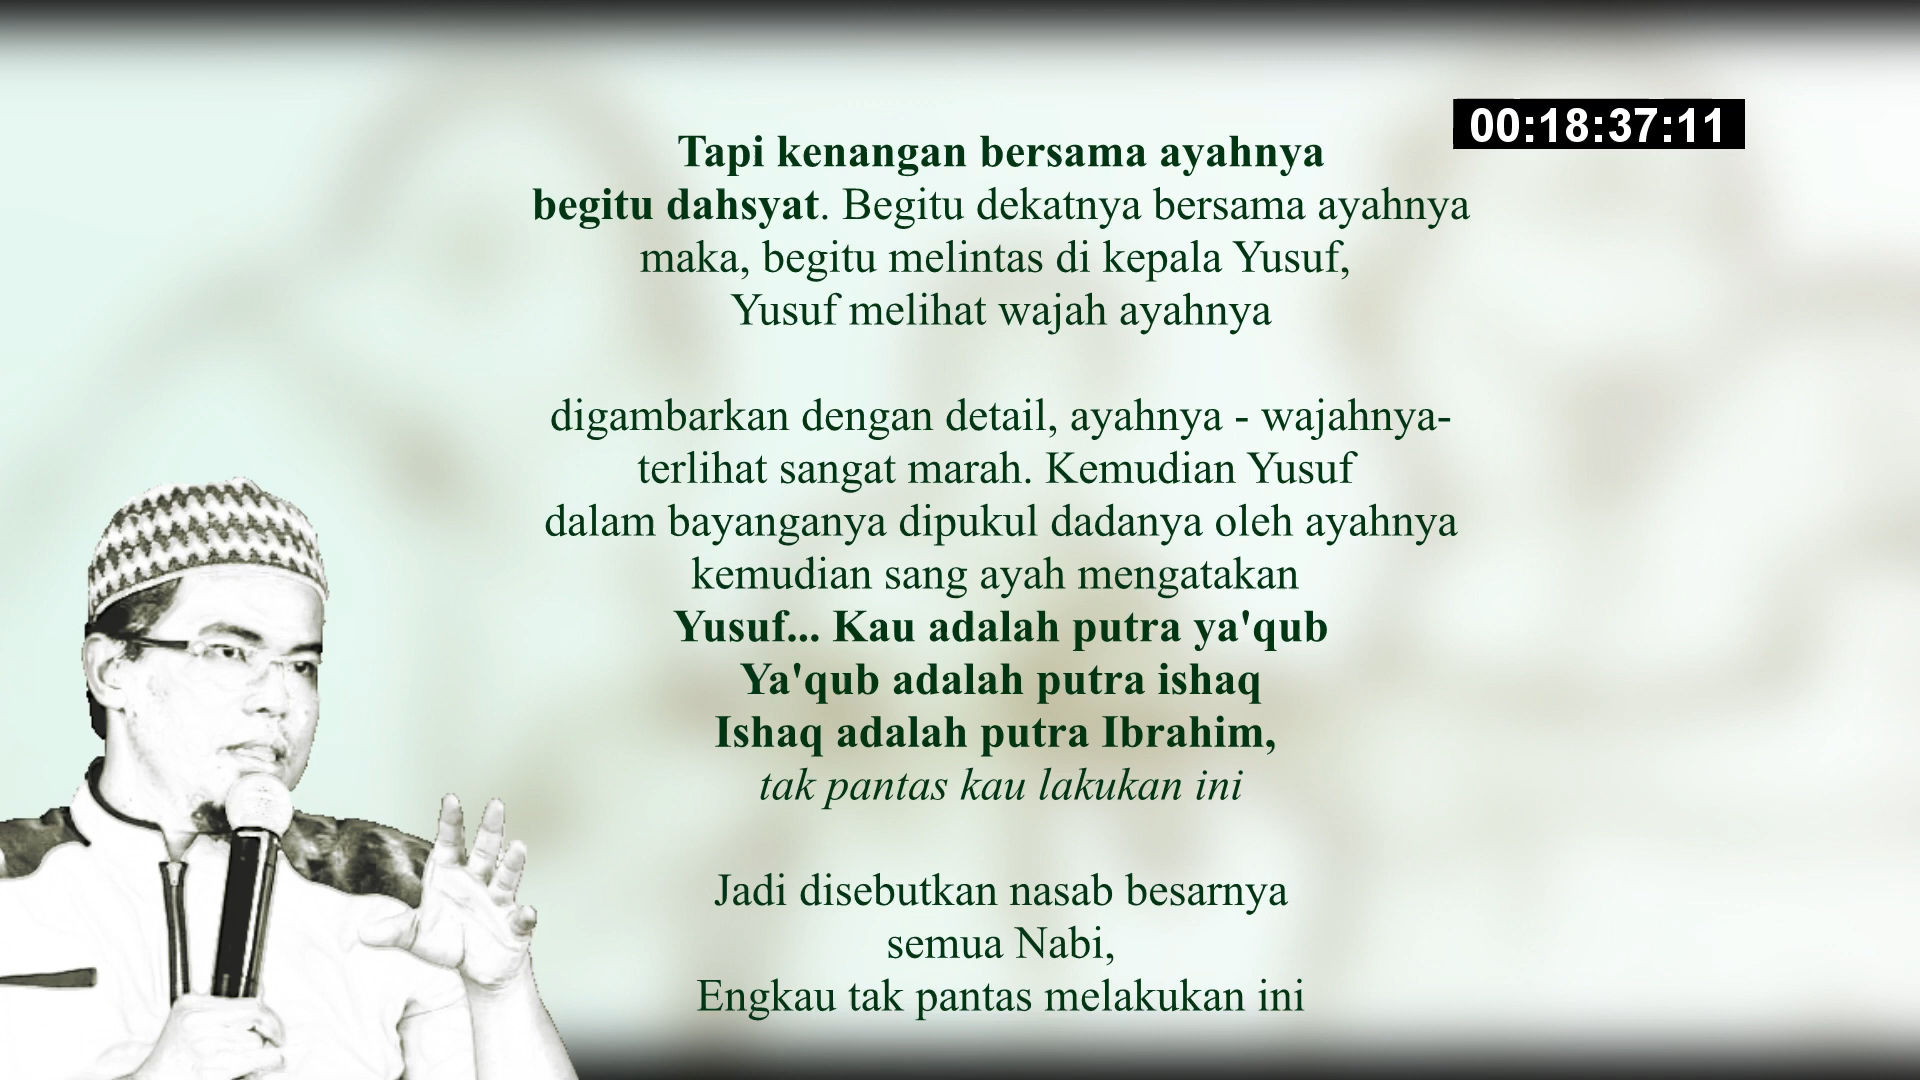 00:18:37:11
Tapi kenangan bersama ayahnya
begitu dahsyat. Begitu dekatnya bersama ayahnya
maka, begitu melintas di kepala Yusuf,
Yusuf melihat wajah ayahnya
digambarkan dengan detail, ayahnya - wajahnya-
terlihat sangat marah. Kemudian Yusuf
dalam bayanganya dipukul dadanya oleh ayahnya
kemudian sang ayah mengatakan
Yusuf... Kau adalah putra ya'qub
Ya'qub adalah putra ishaq
Ishaq adalah putra Ibrahim,
tak pantas kau lakukan ini
Jadi disebutkan nasab besarnya
semua Nabi,
Engkau tak pantas melakukan ini